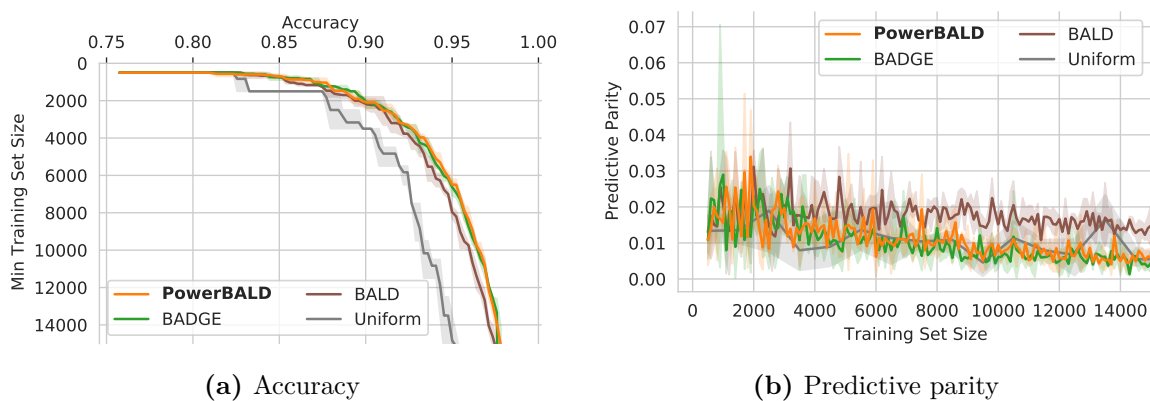 Accuracy
0.75 0.80 0.85 0.90 0.95 1.00
Min Training Set Size
0
2000
4000
6000
8000
10000
12000
14000
PowerBALD BALD
BADGE Uniform
(a) Accuracy
Predictive Parity
0.07
0.06
0.05
0.04
0.03
0.02
0.01
0.00
PowerBALD BALD
BADGE Uniform
0 2000 4000 6000 8000 10000 12000 14000
Training Set Size
(b) Predictive parity